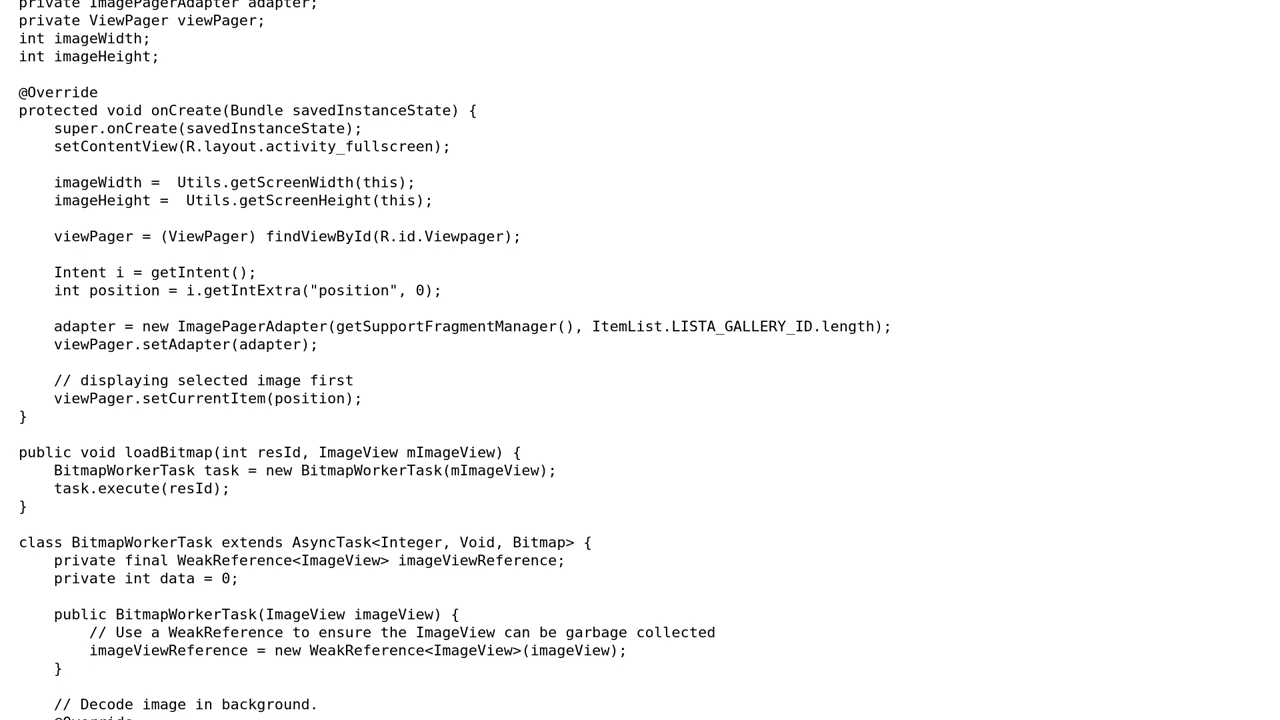 private ImagePagerAdapter adapter;
private ViewPager viewPager;
int imageWidth;
int imageHeight;

@Override
protected void onCreate(Bundle savedInstanceState) {
    super.onCreate(savedInstanceState);
    setContentView(R.layout.activity_fullscreen);

    imageWidth =  Utils.getScreenWidth(this);
    imageHeight =  Utils.getScreenHeight(this);

    viewPager = (ViewPager) findViewById(R.id.Viewpager);

    Intent i = getIntent();
    int position = i.getIntExtra("position", 0);

    adapter = new ImagePagerAdapter(getSupportFragmentManager(), ItemList.LISTA_GALLERY_ID.length);
    viewPager.setAdapter(adapter);

    // displaying selected image first
    viewPager.setCurrentItem(position);
}

public void loadBitmap(int resId, ImageView mImageView) {
    BitmapWorkerTask task = new BitmapWorkerTask(mImageView);
    task.execute(resId);
}

class BitmapWorkerTask extends AsyncTask<Integer, Void, Bitmap> {
    private final WeakReference<ImageView> imageViewReference;
    private int data = 0;

    public BitmapWorkerTask(ImageView imageView) {
        // Use a WeakReference to ensure the ImageView can be garbage collected
        imageViewReference = new WeakReference<ImageView>(imageView);
    }

    // Decode image in background.
    @Override